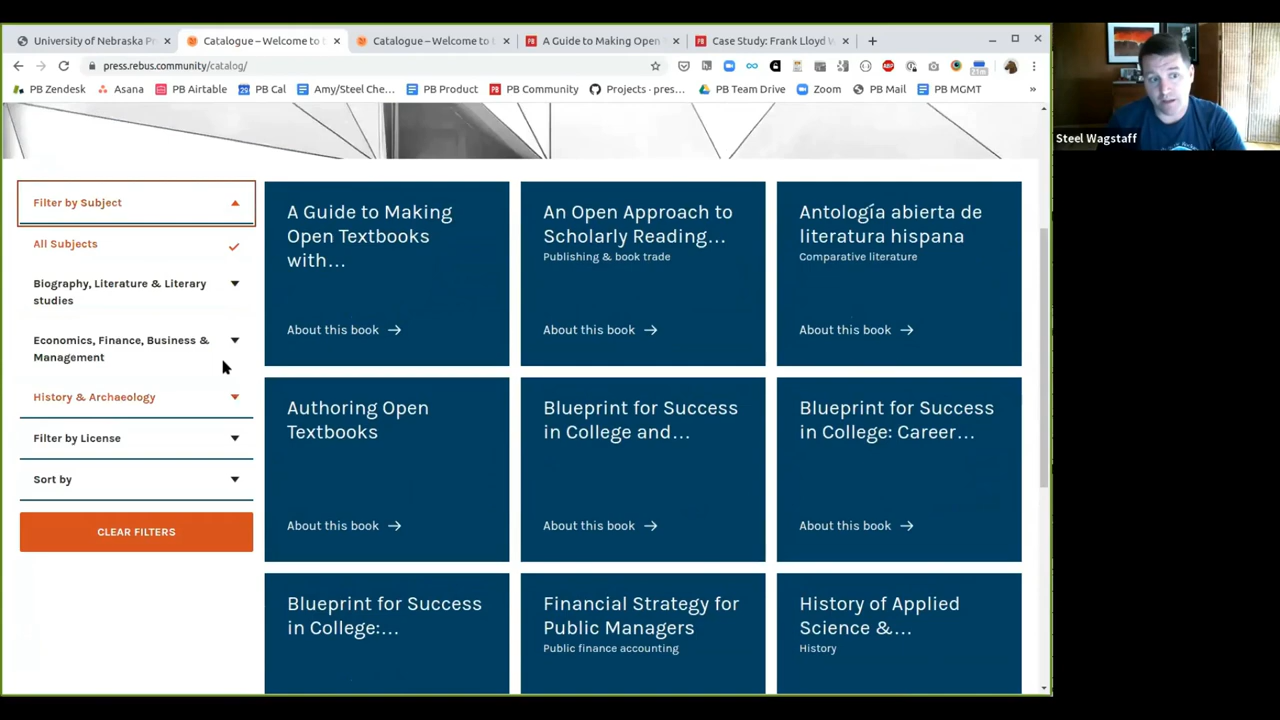 University of Nebraska Pr
Catalogue – Welcome to
Catalogue – Welcome to
A Guide to Making Open
Case Study: Frank Lloyd W
press.rebus.community/catalog/
21m
PB Zendesk
Asana
PB Airtable
PB Cal
Amy/Steel Che...
PB Product
PB Community
Projects · pres...
PB Team Drive
Zoom
PB Mail
PB MGMT
Steel Wagstaff
Filter by Subject
All Subjects
Biography, Literature & Literary
studies
Economics, Finance, Business &
Management
History & Archaeology
Filter by License
Sort by
CLEAR FILTERS
A Guide to Making
Open Textbooks
with...
About this book
An Open Approach to
Scholarly Reading...
Publishing & book trade
About this book
Antología abierta de
literatura hispana
Comparative literature
About this book
Authoring Open
Textbooks
About this book
Blueprint for Success
in College and...
About this book
Blueprint for Success
in College: Career...
About this book
Blueprint for Success
in College:...
Financial Strategy for
Public Managers
Public finance accounting
History of Applied
Science &...
History